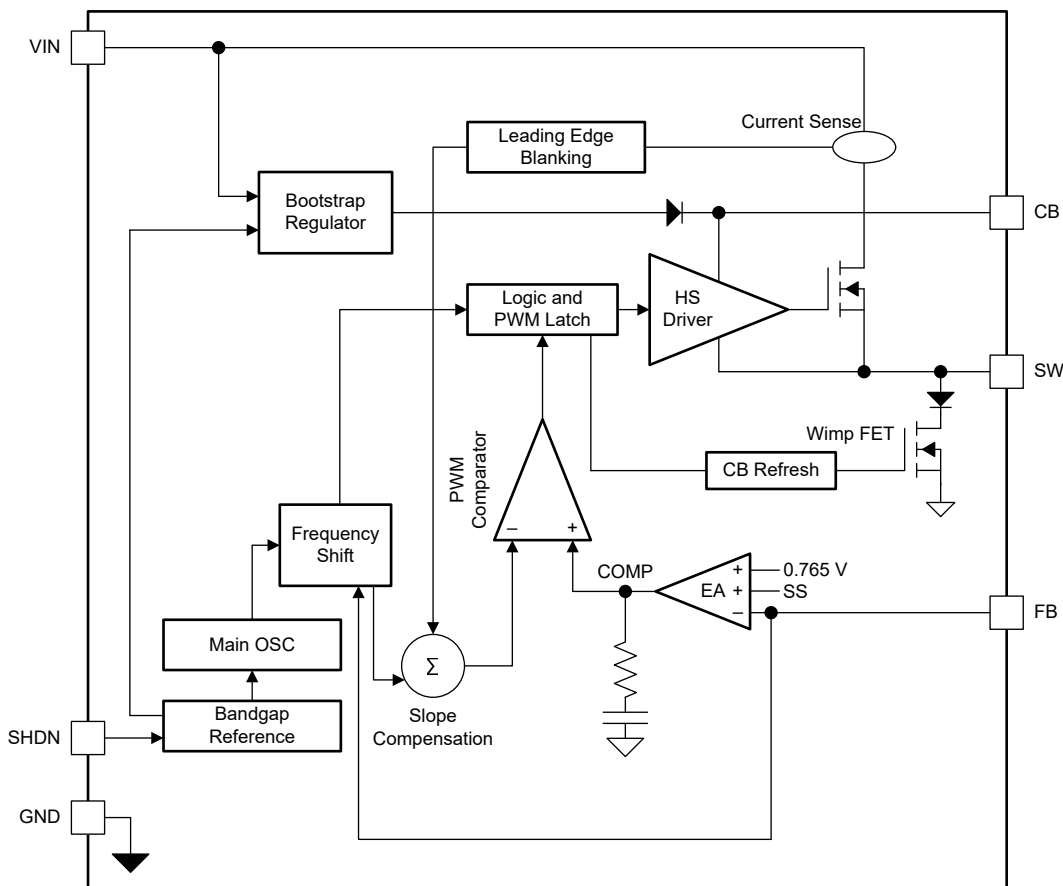 VIN
Current Sense
Leading Edge
Blanking
Bootstrap
Regulator
CB
Logic and
PWM Latch
HS
Driver
SW
Wimp FET
CB Refresh
PWM
Comparator
– +
Frequency
Shift
COMP
EA
+ 0.765 V
+ SS
–
FB
Main OSC
Σ
Slope
Compensation
SHDN
Bandgap
Reference
GND